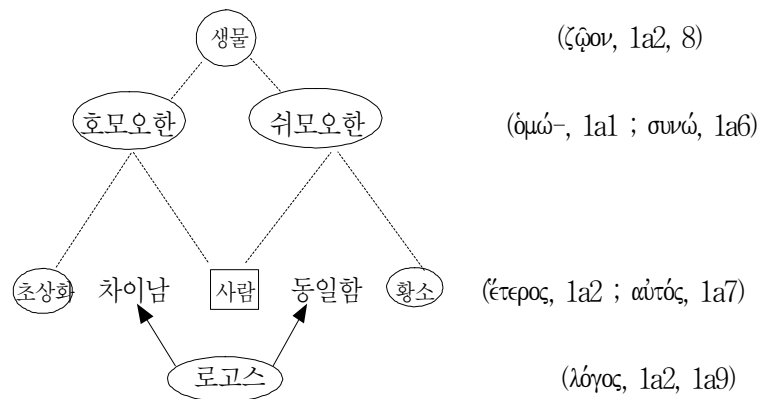 생물 (ζῷον, 1a2, 8)
호모오한 쉬모오한 (ὁμώ-, 1a1 ; συνώ, 1a6)
초상화 차이남 사람 동일함 황소 (ἕτερος, 1a2 ; αὐτός, 1a7)
로고스 (λόγος, 1a2, 1a9)